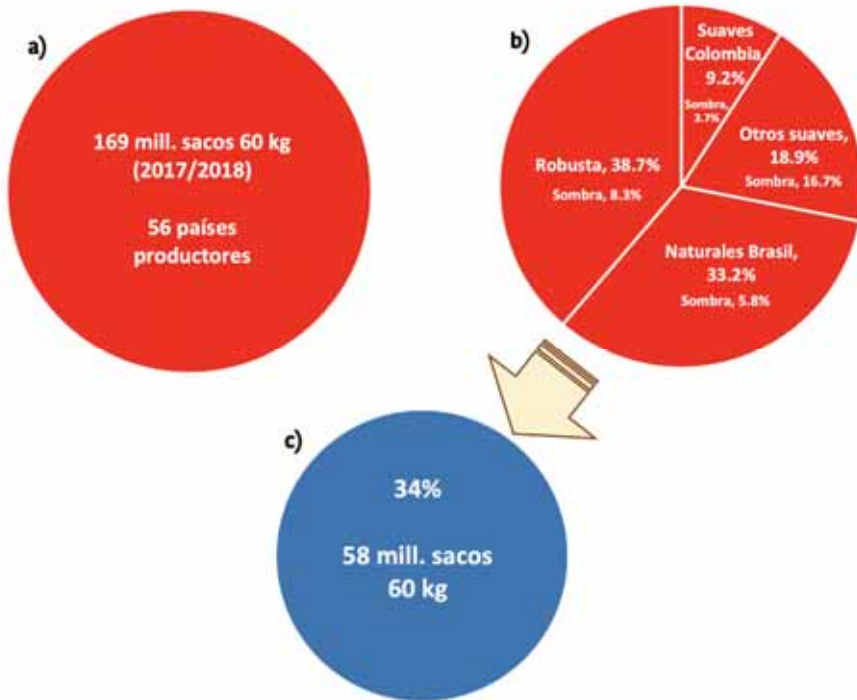 a)
169 mill. sacos 60 kg
(2017/2018)
56 países
productores
b)
Suaves
Colombia,
9.2%
Sombra,
3.7%
Otros suaves,
18.9%
Sombra, 16.7%
Robusta, 38.7%
Sombra, 8.3%
Naturales Brasil,
33.2%
Sombra, 5.8%
c)
34%
58 mill. sacos
60 kg